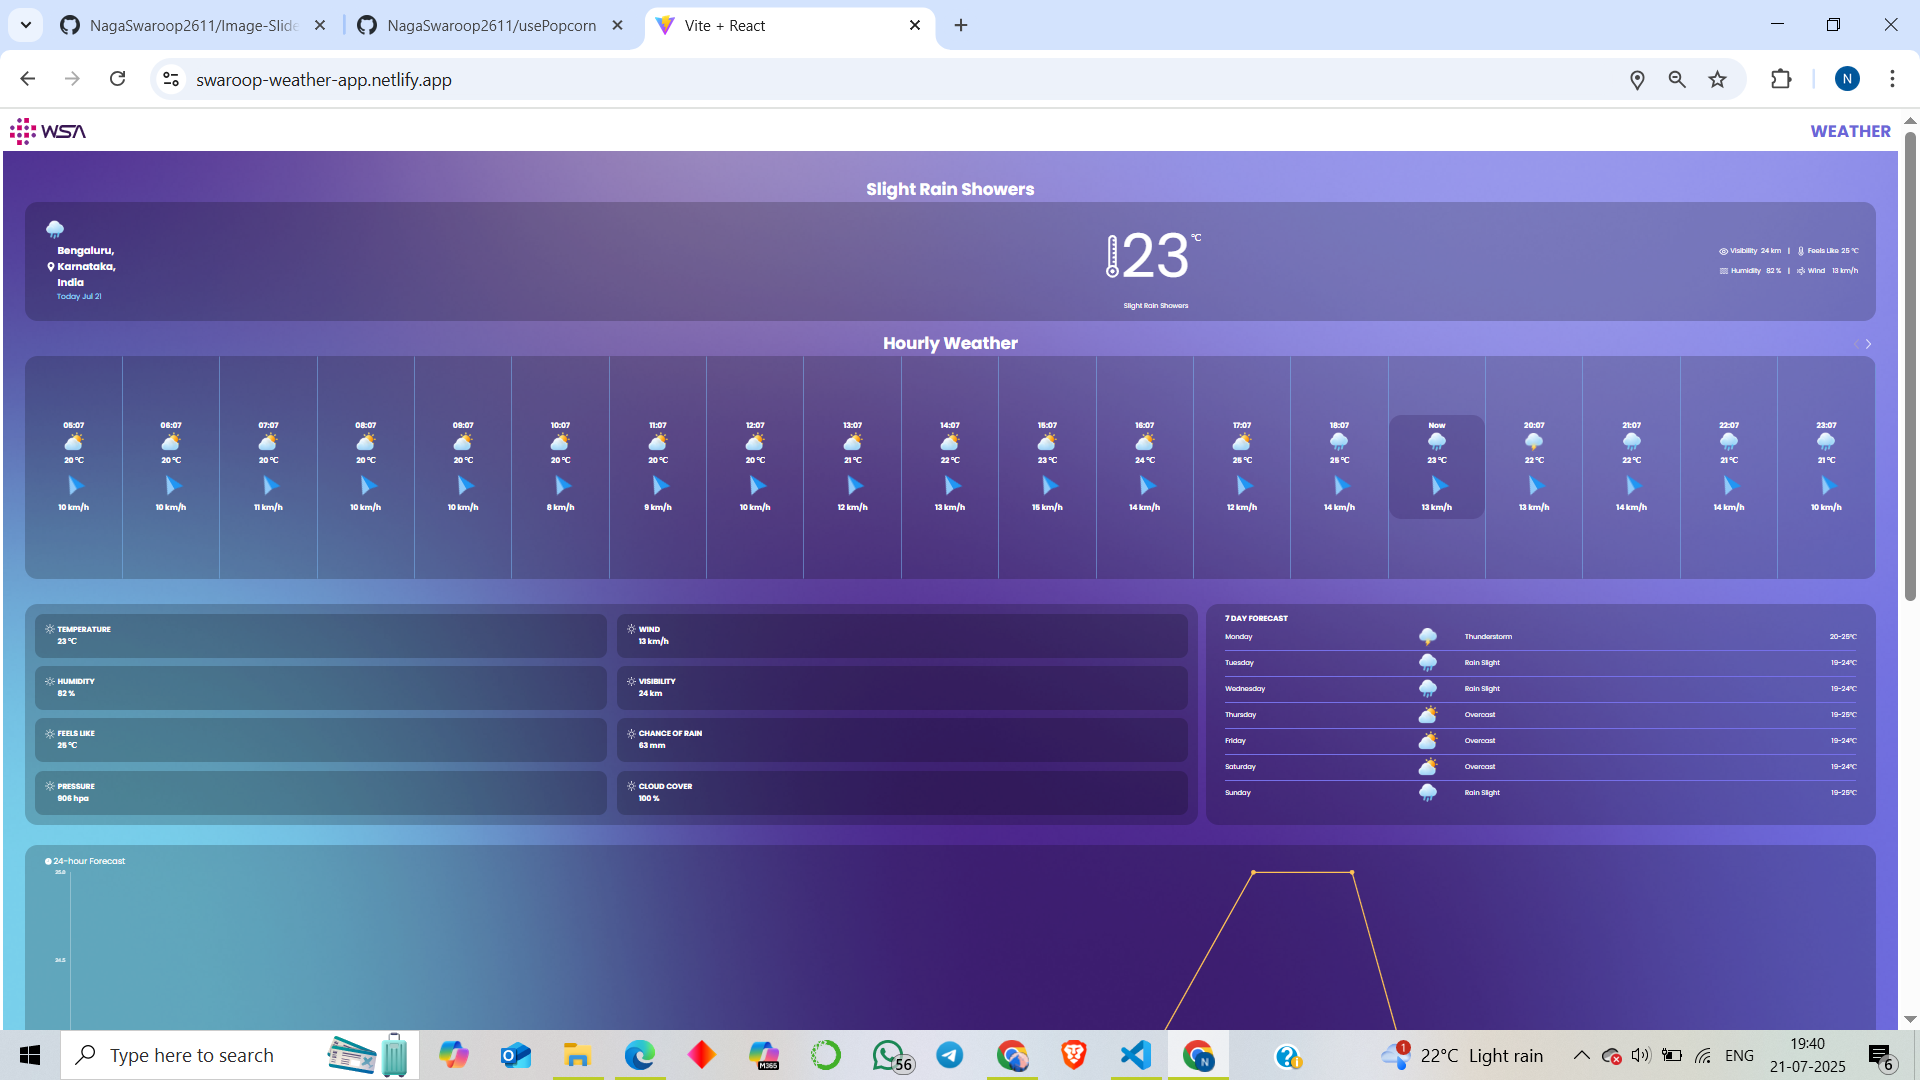 NagaSwaroop2611/Image-Slide
NagaSwaroop2611/usePopcorn
Vite + React
swaroop-weather-app.netlify.app
N
WSA
WEATHER
Slight Rain Showers
Bengaluru,
Karnataka,
India
Today Jul 21
23 °C
Slight Rain Showers
Visibility 24 km | Feels Like 25 °C
Humidity 82 % | Wind 13 km/h
Hourly Weather
05:07 06:07 07:07 08:07 09:07 10:07 11:07 12:07 13:07 14:07 15:07 16:07 17:07 18:07 Now 20:07 21:07 22:07 23:07
20 °C 20 °C 20 °C 20 °C 20 °C 20 °C 20 °C 20 °C 21 °C 22 °C 23 °C 24 °C 25 °C 25 °C 23 °C 22 °C 22 °C 21 °C 21 °C
10 km/h 10 km/h 11 km/h 10 km/h 10 km/h 8 km/h 9 km/h 10 km/h 12 km/h 13 km/h 15 km/h 14 km/h 12 km/h 14 km/h 13 km/h 13 km/h 14 km/h 14 km/h 10 km/h
TEMPERATURE
23 °C
WIND
13 km/h
HUMIDITY
82 %
VISIBILITY
24 km
FEELS LIKE
25 °C
CHANCE OF RAIN
63 mm
PRESSURE
906 hpa
CLOUD COVER
100 %
7 DAY FORECAST
Monday Thunderstorm 20-25°C
Tuesday Rain Slight 19-24°C
Wednesday Rain Slight 19-24°C
Thursday Overcast 19-25°C
Friday Overcast 19-24°C
Saturday Overcast 19-24°C
Sunday Rain Slight 19-25°C
24-hour Forecast
25.0
24.5
Type here to search
M365
56
N
1
22°C Light rain
ENG
19:40
21-07-2025
6